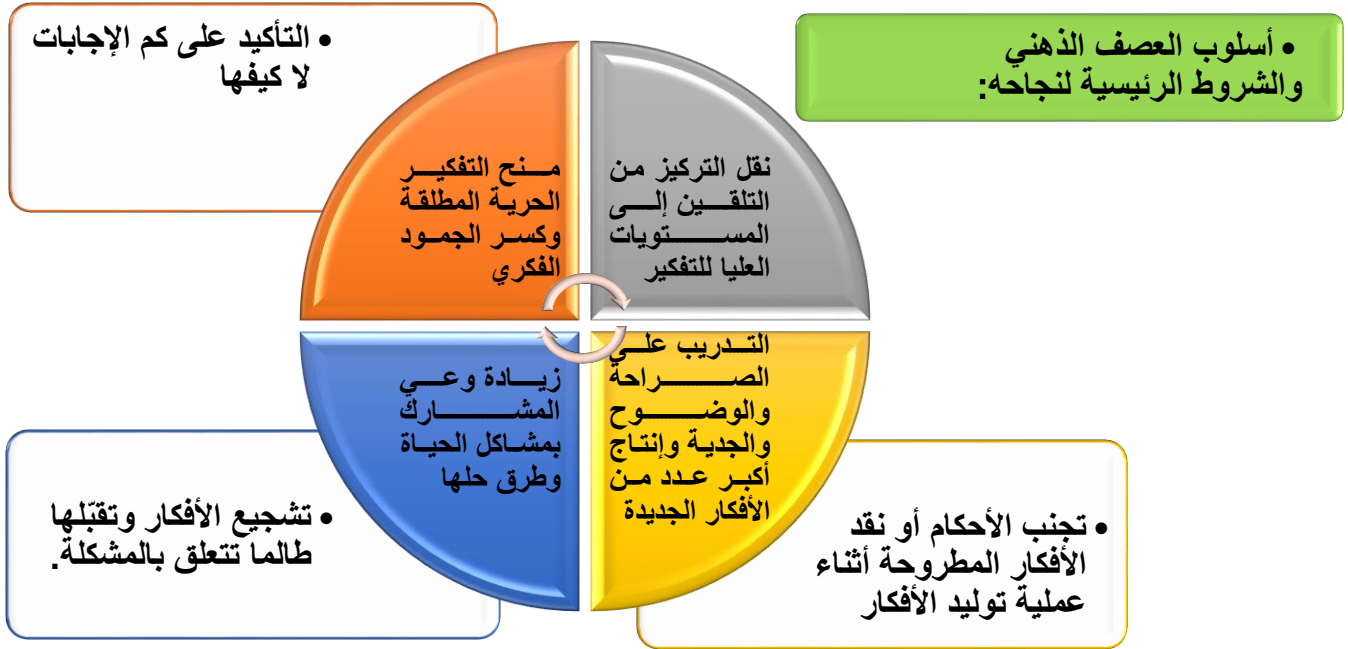 • أسلوب العصف الذهني
والشروط الرئيسية لنجاحه:
• التأكيد على كم الإجابات
لا كيفها
نقل التركيز من
التلقين إلى
المستويات
العليا للتفكير
منح التفكير
الحرية المطلقة
وكسر الجمود
الفكري
التدريب على
الصراحة
والوضوح
والجدية وإنتاج
أكبر عدد من
الأفكار الجديدة
زيادة وعي
المشارك
بمشاكل الحياة
وطرق حلها
• تجنب الأحكام أو نقد
الأفكار المطروحة أثناء
عملية توليد الأفكار
• تشجيع الأفكار وتقبّلها
طالما تتعلق بالمشكلة.